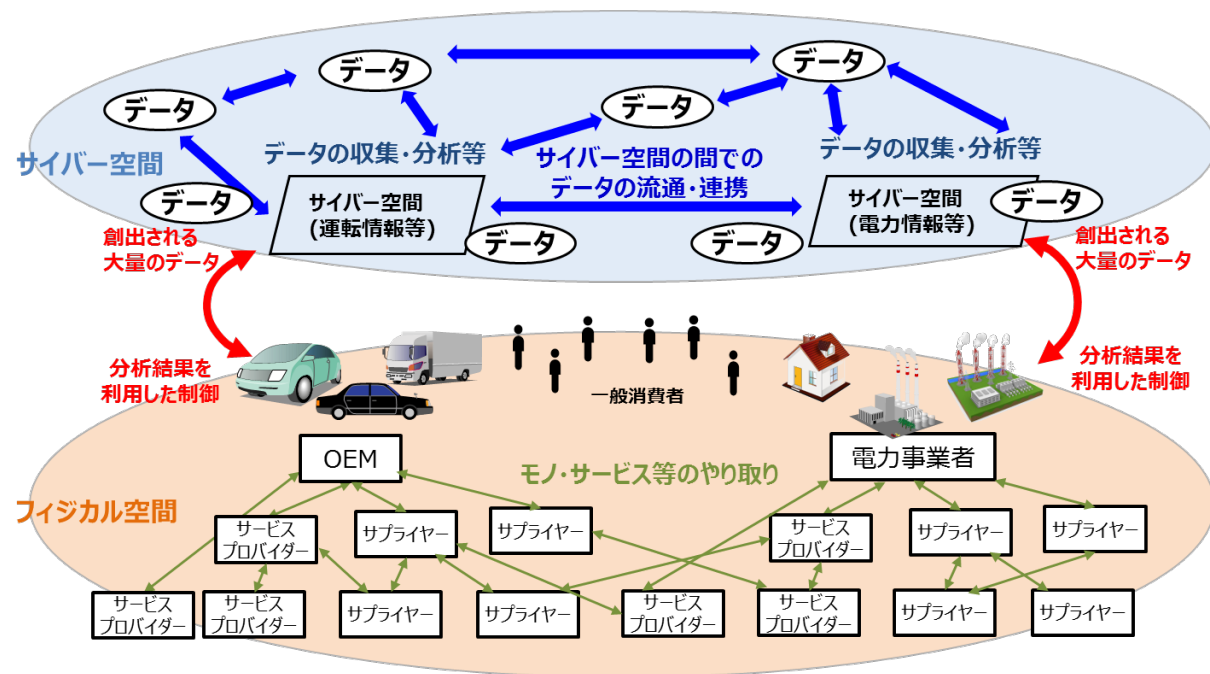 データ
データ
データ
データ
データの収集・分析等
サイバー空間の間での
データの流通・連携
データの収集・分析等
サイバー空間
データ
サイバー空間
(運転情報等)
サイバー空間
(電力情報等)
データ
データ
データ
創出される
大量のデータ
創出される
大量のデータ
分析結果を
利用した制御
一般消費者
分析結果を
利用した制御
OEM
モノ・サービス等のやり取り
電力事業者
フィジカル空間
サービス
プロバイダー
サプライヤー
サプライヤー
サービス
プロバイダー
サプライヤー
サプライヤー
サービス
プロバイダー
サービス
プロバイダー
サプライヤー
サプライヤー
サービス
プロバイダー
サービス
プロバイダー
サプライヤー
サプライヤー